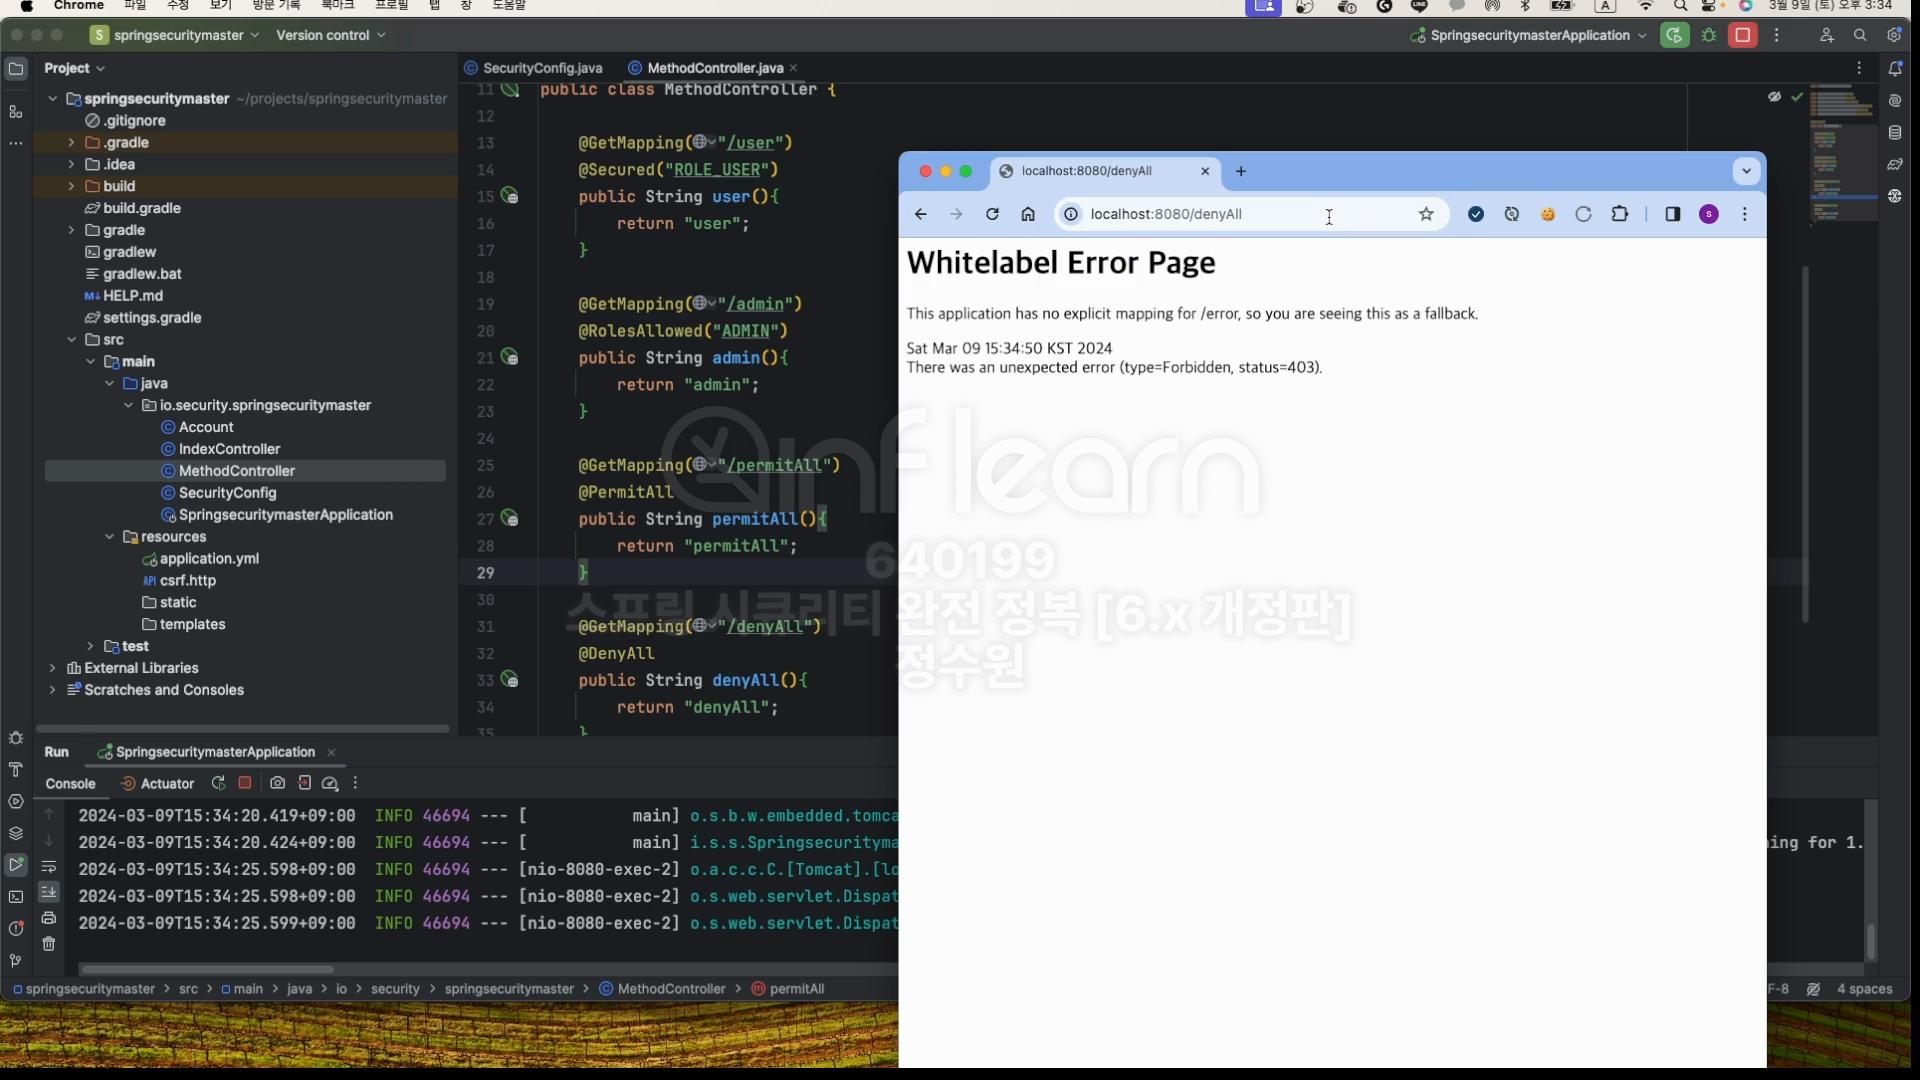 Chrome 파일 수정 보기 방문 기록 북마크 프로필 탭 창 도움말 A 3월 9일 (토) 오후 3:34
S springsecuritymaster Version control SpringsecuritymasterApplication
Project
springsecuritymaster ~/projects/springsecuritymaster
.gitignore
.gradle
.idea
build
build.gradle
gradle
gradlew
gradlew.bat
M↓ HELP.md
settings.gradle
src
main
java
io.security.springsecuritymaster
Account
IndexController
MethodController
SecurityConfig
SpringsecuritymasterApplication
resources
application.yml
API csrf.http
static
templates
test
External Libraries
Scratches and Consoles
SecurityConfig.java MethodController.java ×
11 public class MethodController {
12
13 @GetMapping("/user")
14 @Secured("ROLE_USER")
15 public String user(){
16 return "user";
17 }
18
19 @GetMapping("/admin")
20 @RolesAllowed("ADMIN")
21 public String admin(){
22 return "admin";
23 }
24
25 @GetMapping("/permitAll")
26 @PermitAll
27 public String permitAll(){
28 return "permitAll";
29 }
30
31 @GetMapping("/denyAll")
32 @DenyAll
33 public String denyAll(){
34 return "denyAll";
35 }
localhost:8080/denyAll
localhost:8080/denyAll
S
Whitelabel Error Page
This application has no explicit mapping for /error, so you are seeing this as a fallback.
Sat Mar 09 15:34:50 KST 2024
There was an unexpected error (type=Forbidden, status=403).
inflearn
640199
스프링 시큐리티 완전 정복 [6.x 개정판]
정수원
Run SpringsecuritymasterApplication ×
Console Actuator
2024-03-09T15:34:20.419+09:00 INFO 46694 --- [ main] o.s.b.w.embedded.tomca
2024-03-09T15:34:20.424+09:00 INFO 46694 --- [ main] i.s.s.Springsecurityma ing for 1.
2024-03-09T15:34:25.598+09:00 INFO 46694 --- [nio-8080-exec-2] o.a.c.c.C.[Tomcat].[lo
2024-03-09T15:34:25.598+09:00 INFO 46694 --- [nio-8080-exec-2] o.s.web.servlet.Dispat
2024-03-09T15:34:25.599+09:00 INFO 46694 --- [nio-8080-exec-2] o.s.web.servlet.Dispat
springsecuritymaster > src > main > java > io > security > springsecuritymaster > MethodController > permitAll F-8 4 spaces